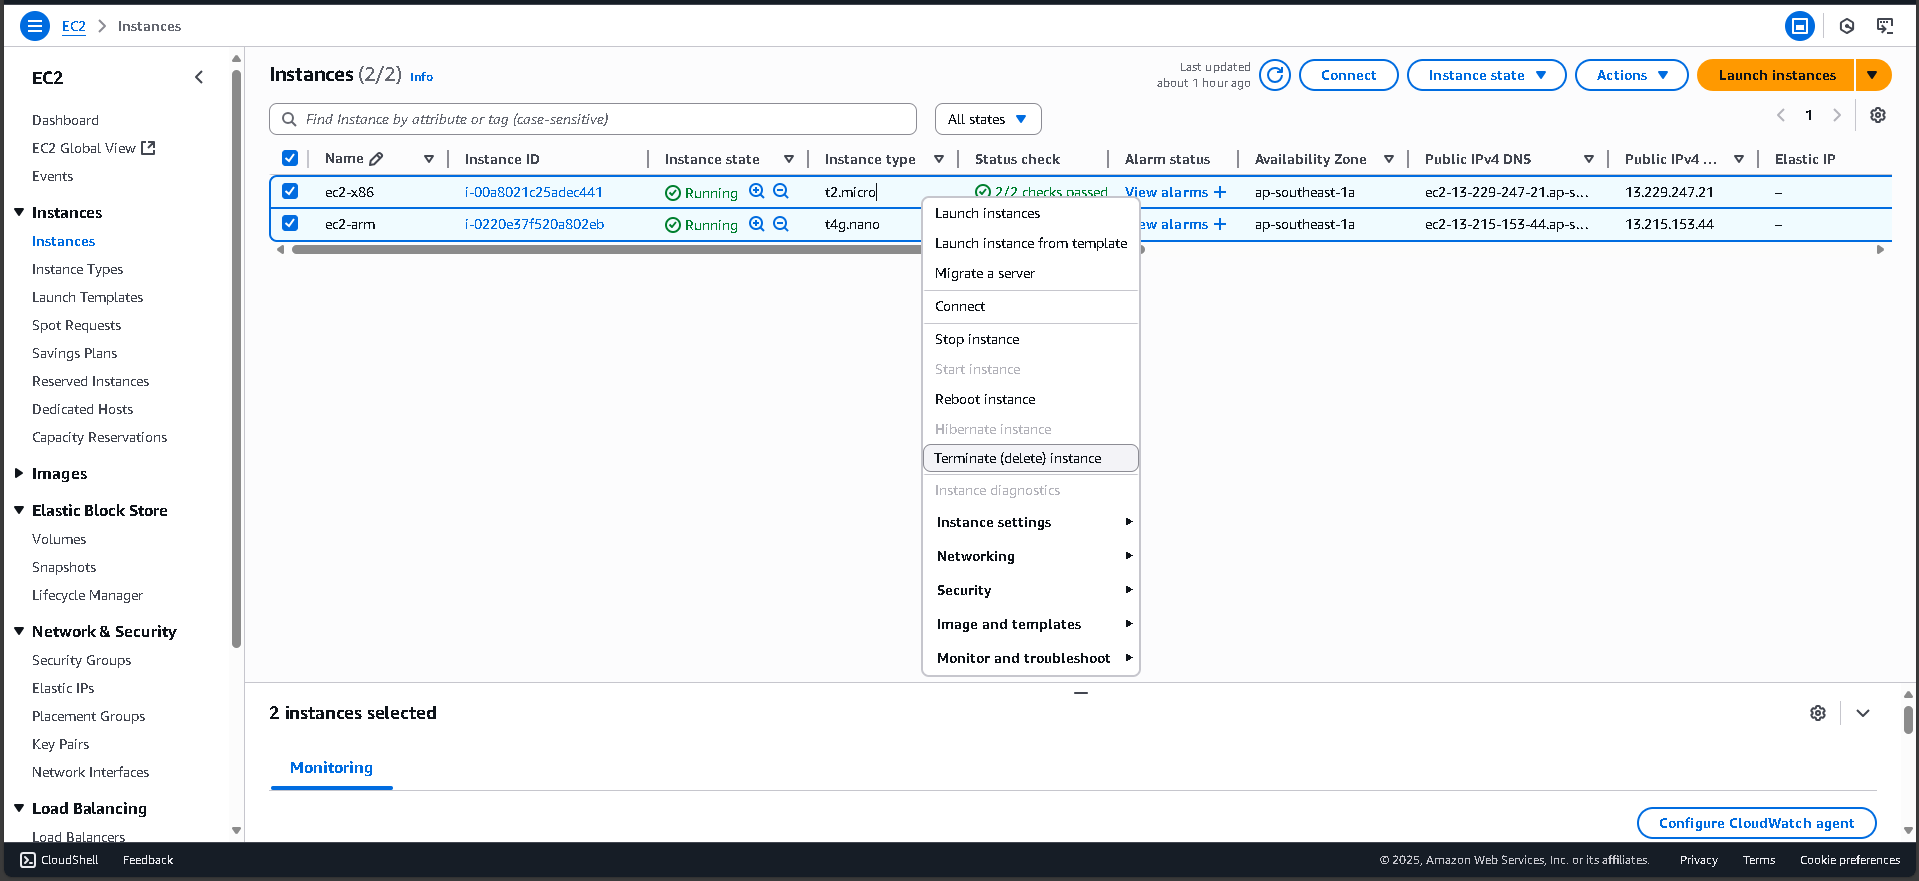 EC2 > Instances
EC2
Dashboard
EC2 Global View
Events
Instances
Instances
Instance Types
Launch Templates
Spot Requests
Savings Plans
Reserved Instances
Dedicated Hosts
Capacity Reservations
Images
Elastic Block Store
Volumes
Snapshots
Lifecycle Manager
Network & Security
Security Groups
Elastic IPs
Placement Groups
Key Pairs
Network Interfaces
Load Balancing
Load Balancers
Instances (2/2) Info
Last updated
about 1 hour ago
Connect
Instance state
Actions
Launch instances
Find Instance by attribute or tag (case-sensitive)
All states
1
Name Instance ID Instance state Instance type Status check Alarm status Availability Zone Public IPv4 DNS Public IPv4 ... Elastic IP
ec2-x86 i-00a8021c25adec441 Running t2.micro 2/2 checks passed View alarms + ap-southeast-1a ec2-13-229-247-21.ap-s... 13.229.247.21 –
ec2-arm i-0220e37f520a802eb Running t4g.nano ew alarms + ap-southeast-1a ec2-13-215-153-44.ap-s... 13.215.153.44 –
Launch instances
Launch instance from template
Migrate a server
Connect
Stop instance
Start instance
Reboot instance
Hibernate instance
Terminate (delete) instance
Instance diagnostics
Instance settings
Networking
Security
Image and templates
Monitor and troubleshoot
2 instances selected
Monitoring
Configure CloudWatch agent
CloudShell Feedback
© 2025, Amazon Web Services, Inc. or its affiliates. Privacy Terms Cookie preferences